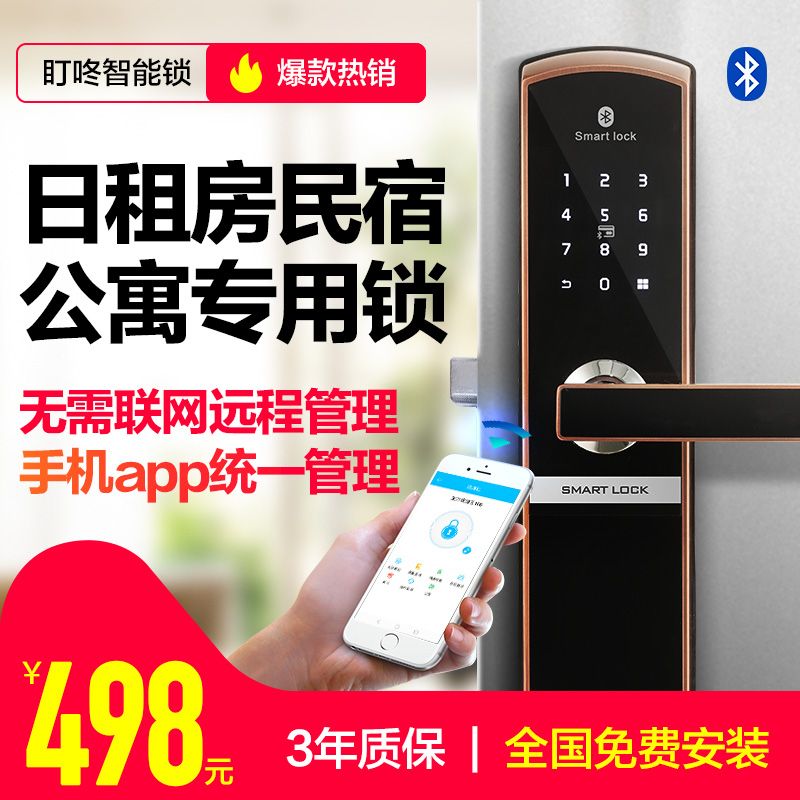 盯咚智能锁
爆款热销
日租房民宿
公寓专用锁
无需联网远程管理
手机app统一管理
Smart lock
1 2 3
4 5 6
7 8 9
0
SMART LOCK
¥498元
3年质保 | 全国免费安装